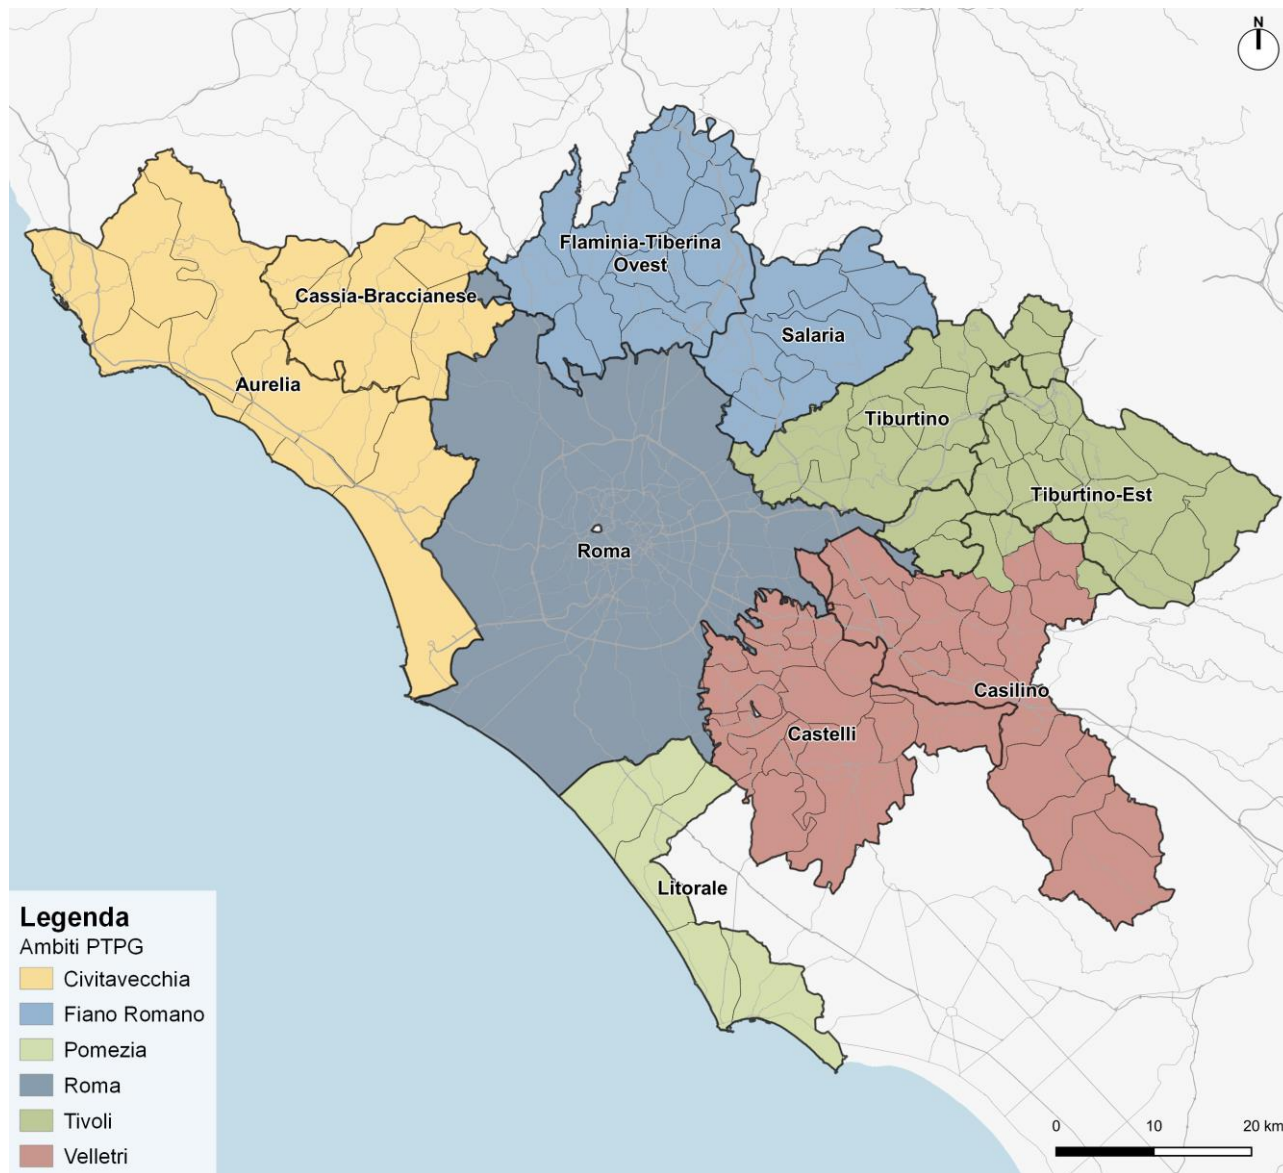 N
Flaminia-Tiberina
Ovest
Cassia-Braccianese
Salaria
Aurelia
Tiburtino
Tiburtino-Est
Roma
Casilino
Castelli
Litorale
Legenda
Ambiti PTPG
Civitavecchia
Fiano Romano
Pomezia
Roma
Tivoli
Velletri
0 10 20 km